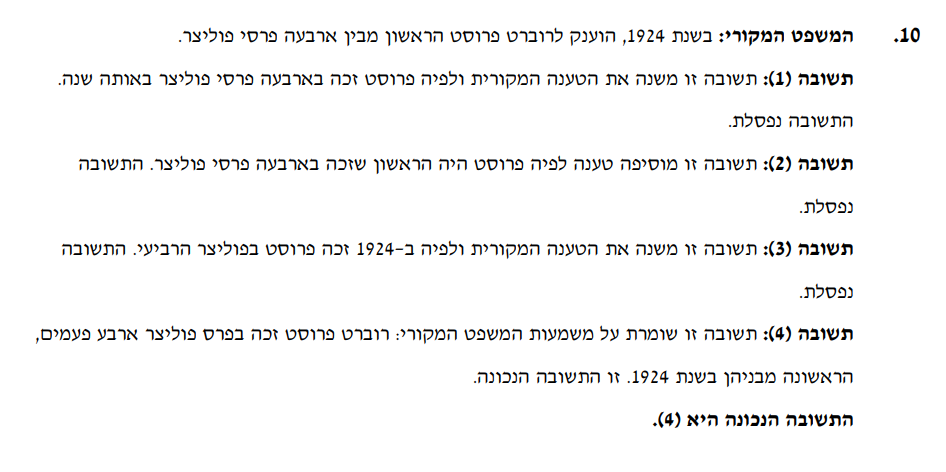 10. המשפט המקורי: בשנת 1924, הוענק לרוברט פרוסט הראשון מבין ארבעה פרסי פוליצר.
תשובה (1): תשובה זו משנה את הטענה המקורית ולפיה פרוסט זכה בארבעה פרסי פוליצר באותה שנה.
התשובה נפסלת.
תשובה (2): תשובה זו מוסיפה טענה לפיה פרוסט היה הראשון שזכה בארבעה פרסי פוליצר. התשובה
נפסלת.
תשובה (3): תשובה זו משנה את הטענה המקורית ולפיה ב-1924 זכה פרוסט בפוליצר הרביעי. התשובה
נפסלת.
תשובה (4): תשובה זו שומרת על משמעות המשפט המקורי: רוברט פרוסט זכה בפרס פוליצר ארבע פעמים,
הראשונה מבניהן בשנת 1924. זו התשובה הנכונה.
התשובה הנכונה היא (4).